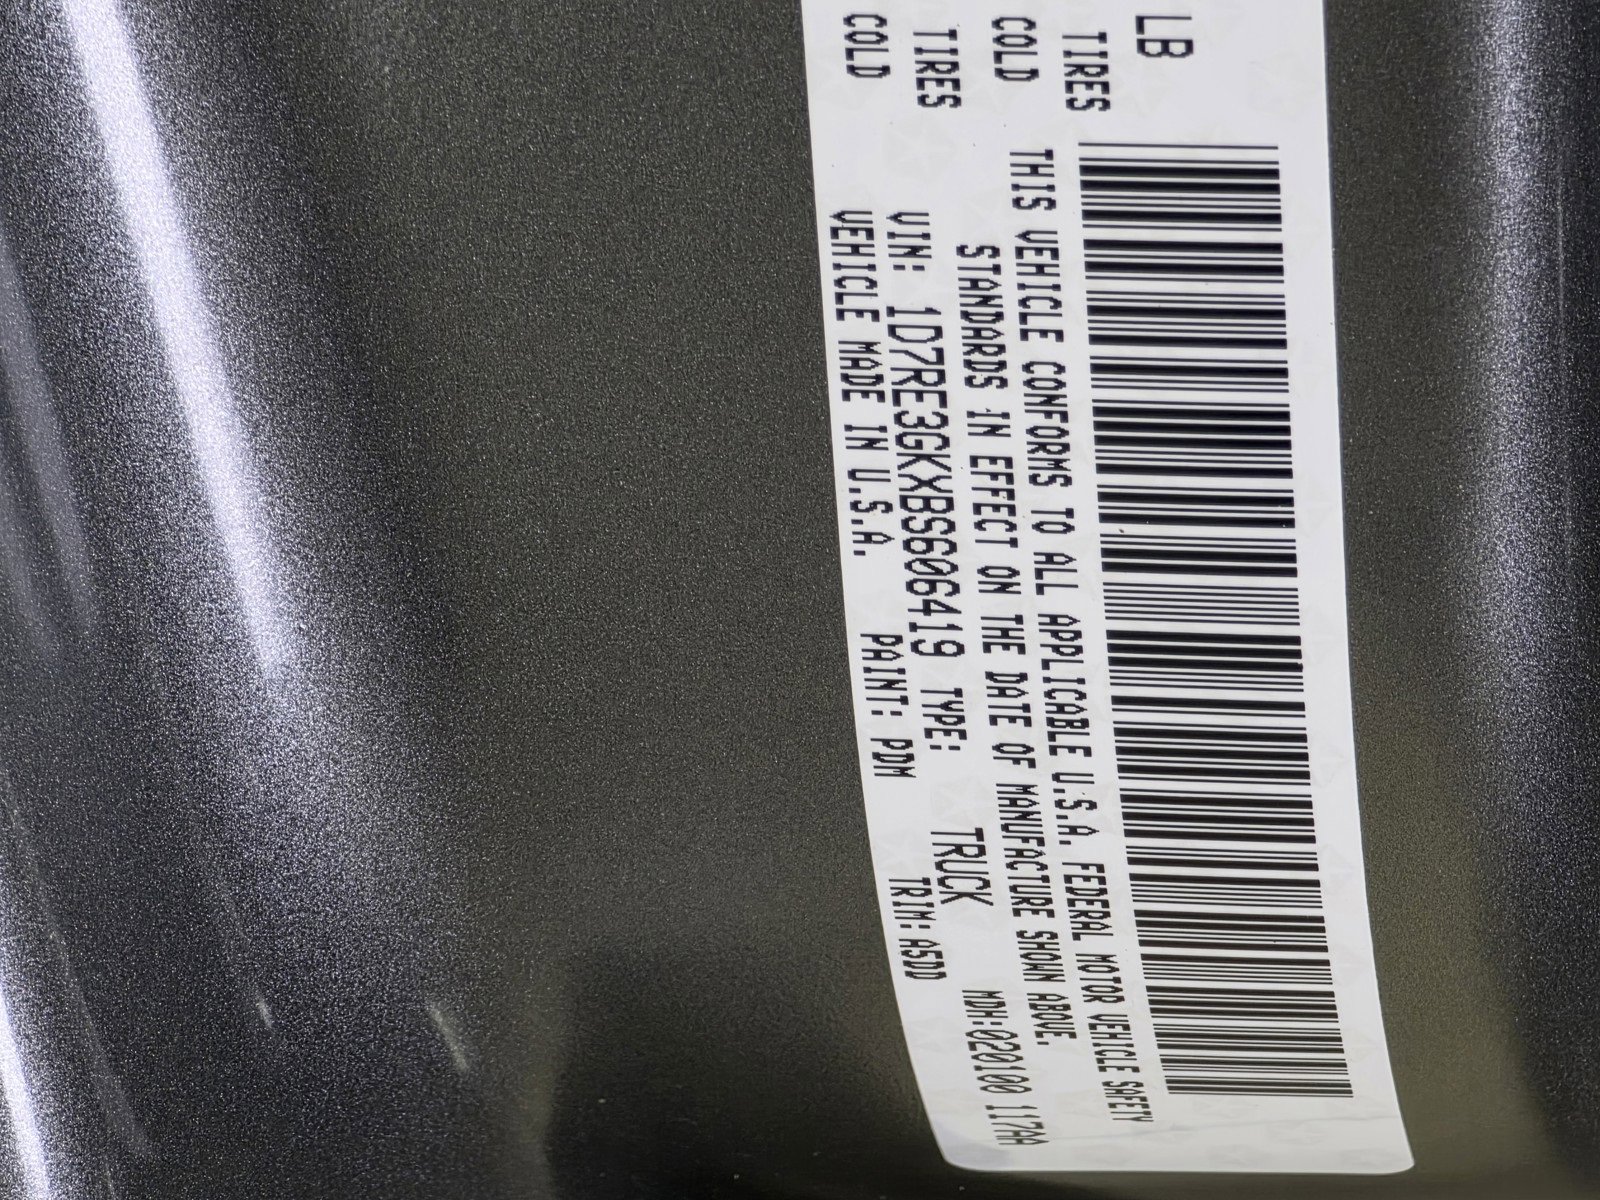 LB
TIRES
COLD
TIRES
COLD
THIS VEHICLE CONFORMS TO ALL APPLICABLE U.S.A. FEDERAL MOTOR VEHICLE SAFETY
STANDARDS IN EFFECT ON THE DATE OF MANUFACTURE SHOWN ABOVE.
VIN: 1D7RE3GKXBS606419 TYPE: TRUCK MDH:020100 117AA
VEHICLE MADE IN U.S.A. PAINT: PDM TRIM: A5DD